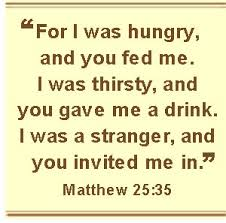 “For I was hungry,
and you fed me.
I was thirsty, and
you gave me a drink.
I was a stranger, and
you invited me in.”
Matthew 25:35